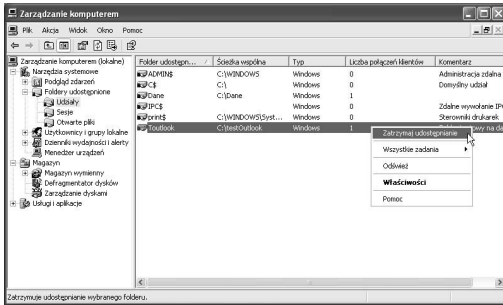 Zarządzanie komputerem
Plik Akcja Widok Okno Pomoc
Zarządzanie komputerem (lokalne)
Narzędzia systemowe
Podgląd zdarzeń
Foldery udostępnione
Udziały
Sesje
Otwarte pliki
Użytkownicy i grupy lokalne
Dzienniki wydajności i alerty
Menedżer urządzeń
Magazyn
Magazyn wymienny
Defragmentator dysków
Zarządzanie dyskami
Usługi i aplikacje
Folder udostępn... Ścieżka wspólna Typ Liczba połączeń klientów Komentarz
ADMIN$ C:\WINDOWS Windows 0 Administracja zdalna
C$ C:\ Windows 0 Domyślny udział
Dane C:\Dane Windows 1
IPC$ Windows 0 Zdalne wywołanie IP
print$ C:\WINDOWS\Syst... Windows 0 Sterowniki drukarek
Toutlook C:\testOutlook Windows 1
Zatrzymaj udostępnianie
Wszystkie zadania
Odśwież
Właściwości
Pomoc
Zatrzymuje udostępnianie wybranego folderu.